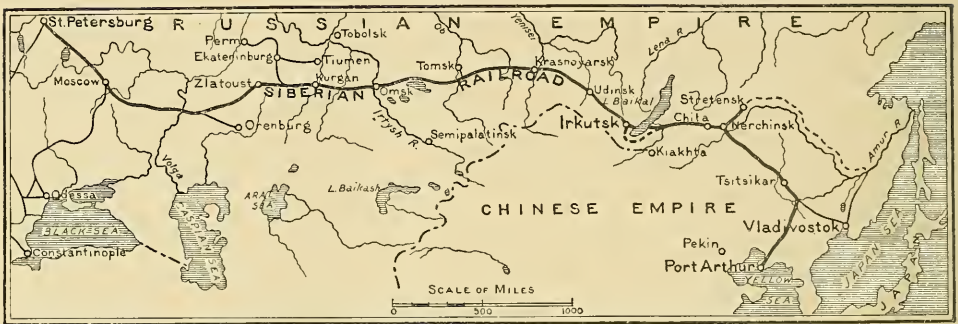 RUSSIAN EMPIRE
St. Petersburg
Moscow
Perm
Ekaterinburg
Tobolsk
Tiumen
Zlatoust
Kurgan
Omsk
SIBERIAN RAILROAD
Orenburg
Ob
Tomsk
Yenisei
Krasnoyarsk
Udinsk
L. Baikal
Lena R
Irkutsk
Stretensk
Chita
Nerchinsk
Kiakhta
Amur R
Irtysh R.
Semipalatinsk
Tsitsikar
Volga
Odessa
BLACK SEA
Constantinople
CASPIAN SEA
ARAL SEA
L. Balkash
CHINESE EMPIRE
Vladivostok
Pekin
Port Arthur
YELLOW SEA
JAPAN SEA
JAPAN
SCALE OF MILES
0 500 1000